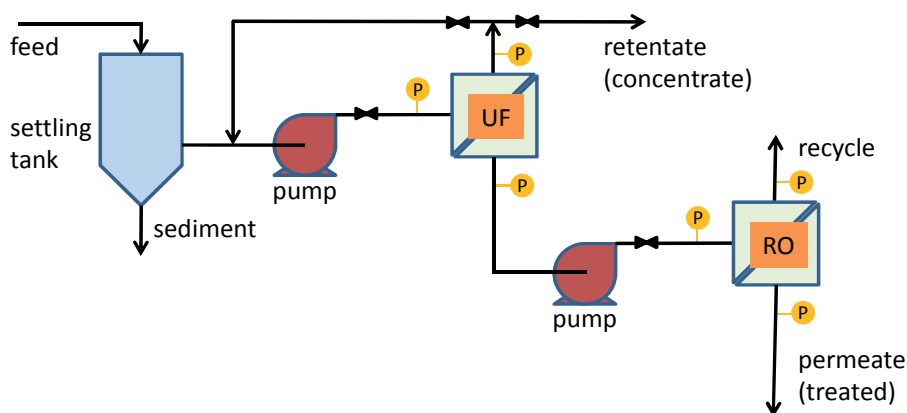 feed
retentate
(concentrate)
P
P
UF
settling
tank
recycle
pump
P
P
sediment
P
RO
pump
P
permeate
(treated)